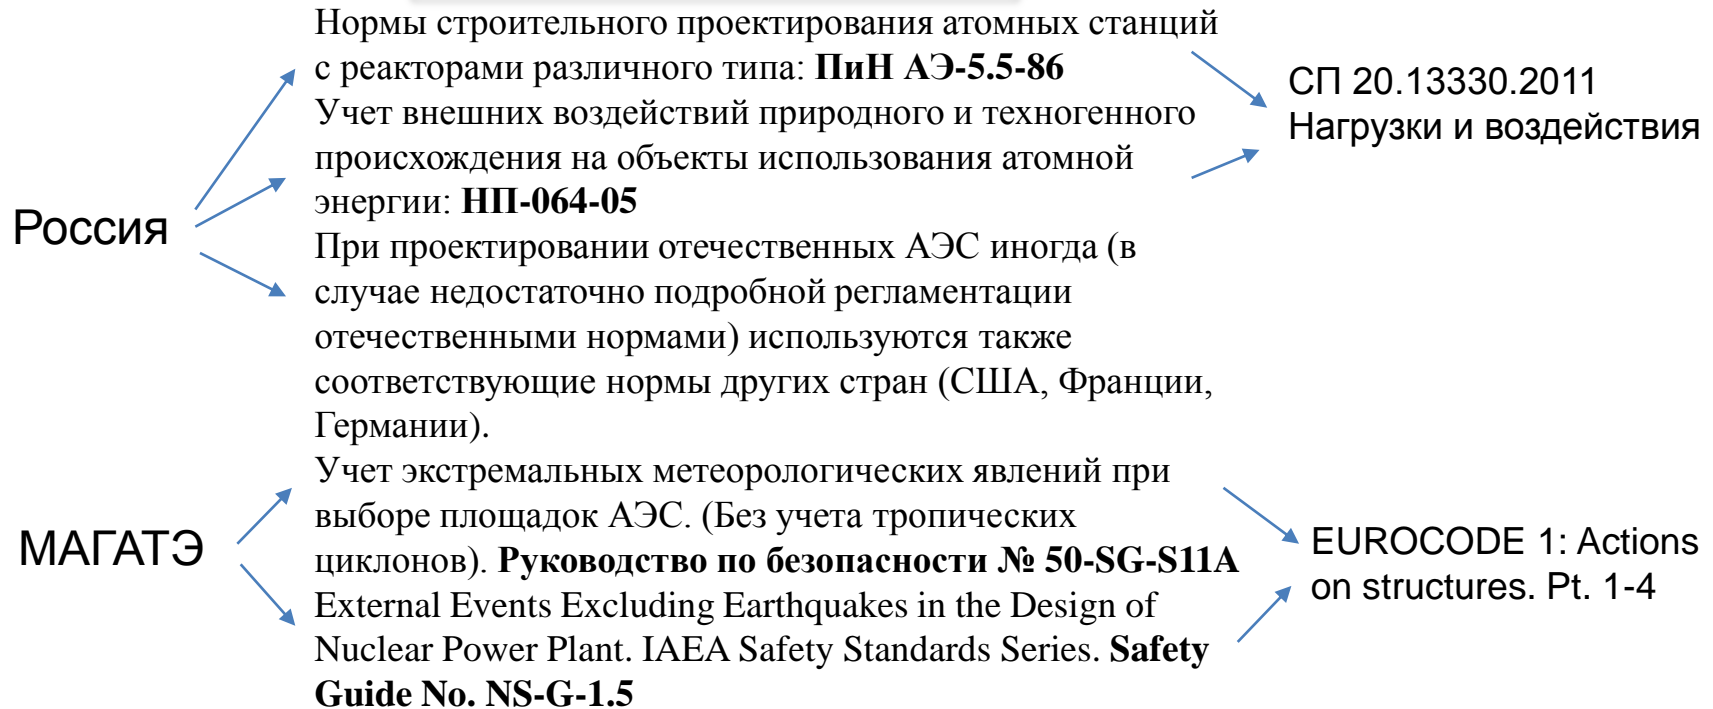 Нормы строительного проектирования атомных станций
с реакторами различного типа: ПиН АЭ-5.5-86
Учет внешних воздействий природного и техногенного
происхождения на объекты использования атомной
энергии: НП-064-05
При проектировании отечественных АЭС иногда (в
случае недостаточно подробной регламентации
отечественными нормами) используются также
соответствующие нормы других стран (США, Франции,
Германии).
Учет экстремальных метеорологических явлений при
выборе площадок АЭС. (Без учета тропических
циклонов). Руководство по безопасности № 50-SG-S11A
External Events Excluding Earthquakes in the Design of
Nuclear Power Plant. IAEA Safety Standards Series. Safety
Guide No. NS-G-1.5
Россия
МАГАТЭ
СП 20.13330.2011
Нагрузки и воздействия
EUROCODE 1: Actions
on structures. Pt. 1-4